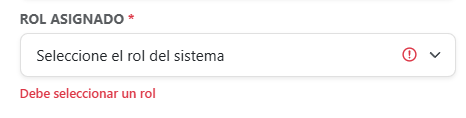 ROL ASIGNADO *
Seleccione el rol del sistema
Debe seleccionar un rol